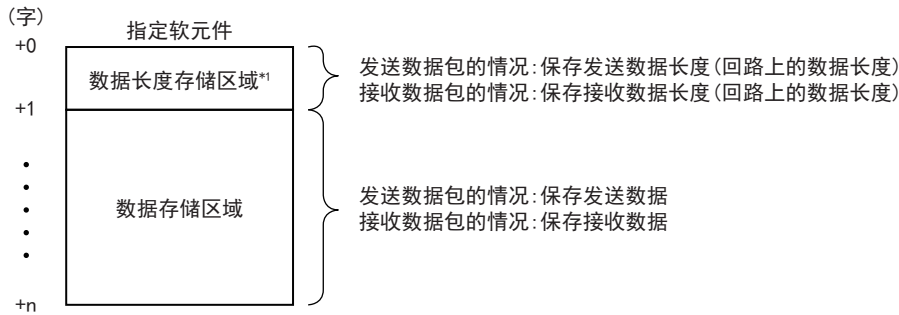 (字)
指定软元件
+0
数据长度存储区域*1
发送数据包的情况:保存发送数据长度(回路上的数据长度)
接收数据包的情况:保存接收数据长度(回路上的数据长度)
+1
数据存储区域
发送数据包的情况:保存发送数据
接收数据包的情况:保存接收数据
+n